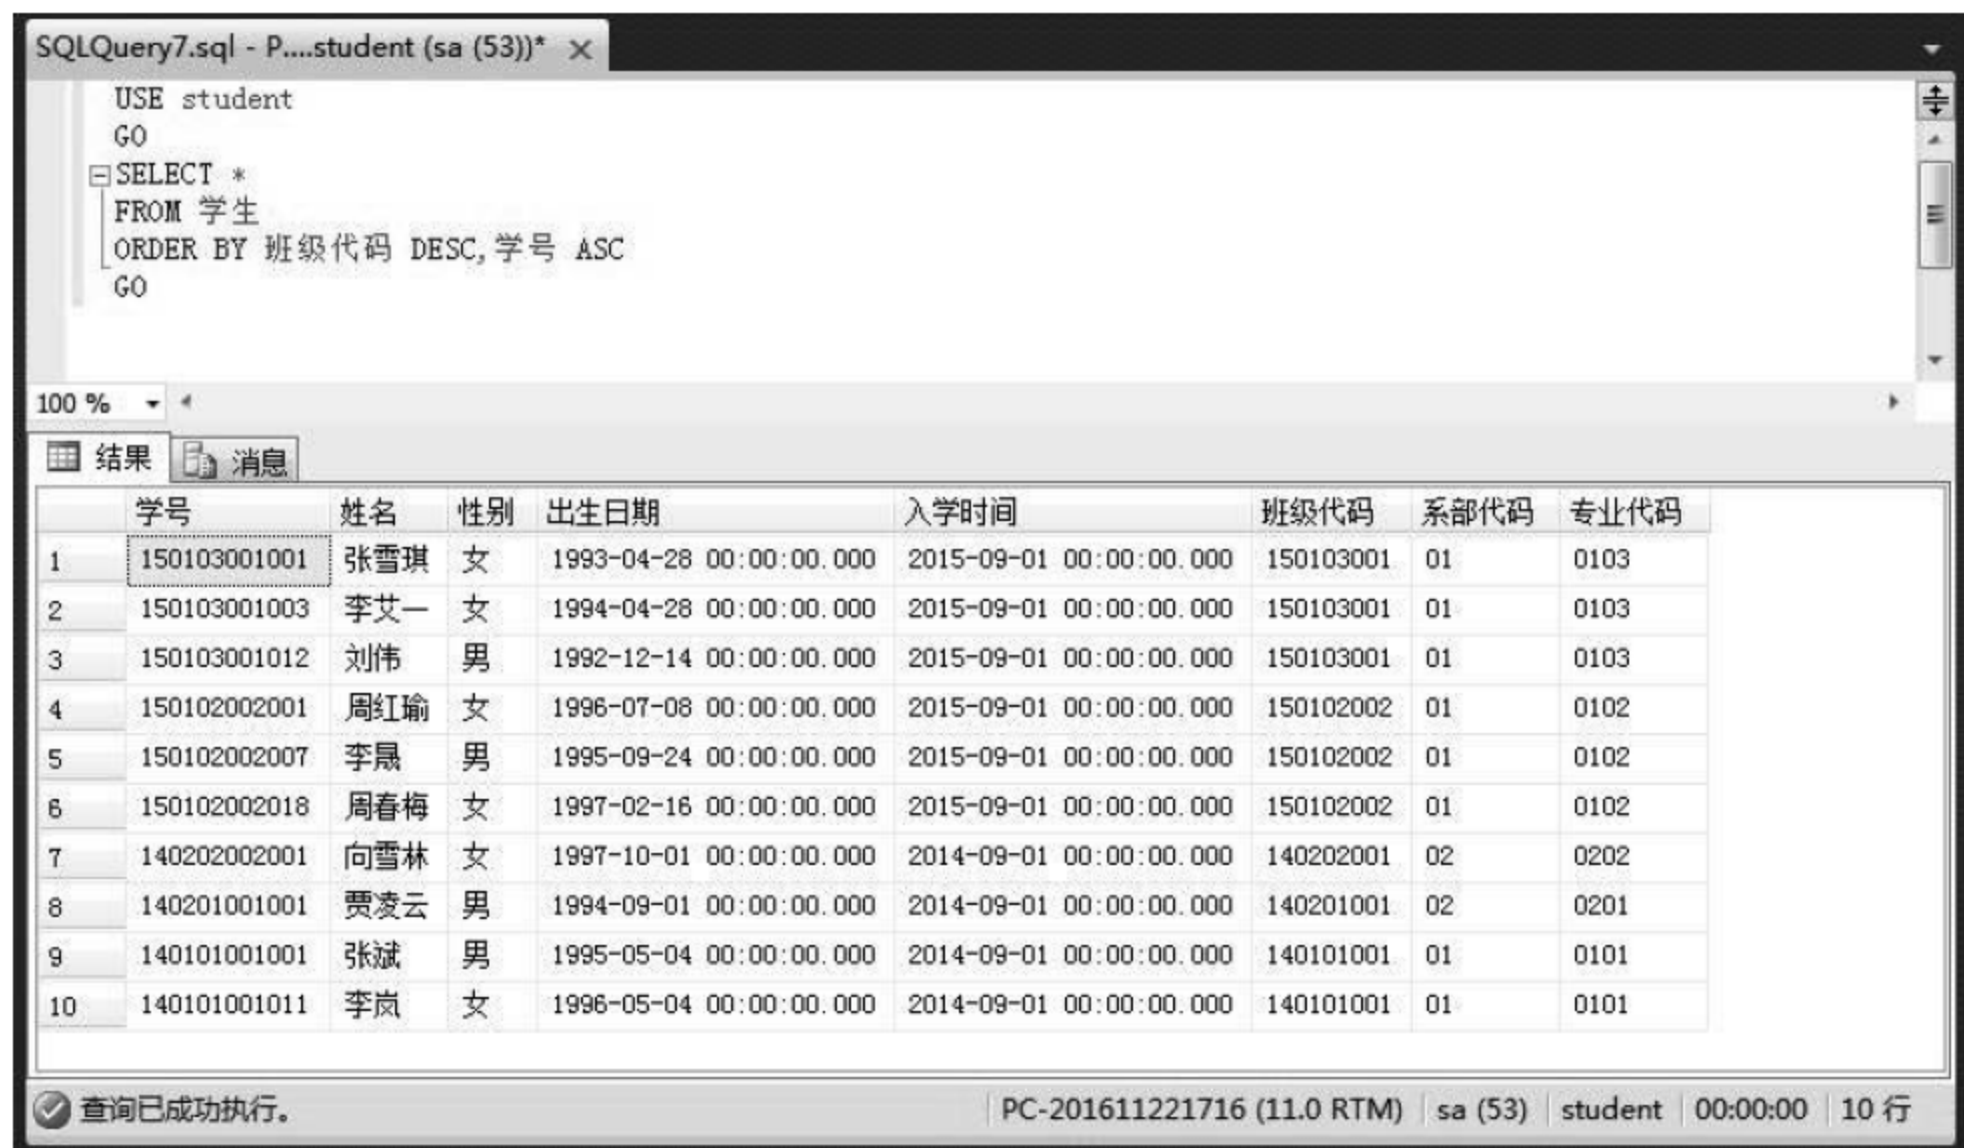 SQLQuery7.sql - P....student (sa (53))*
USE student
GO
SELECT *
FROM 学生
ORDER BY 班级代码 DESC,学号 ASC
GO
100 %
结果 消息
学号 姓名 性别 出生日期 入学时间 班级代码 系部代码 专业代码
1 150103001001 张雪琪 女 1993-04-28 00:00:00.000 2015-09-01 00:00:00.000 150103001 01 0103
2 150103001003 李艾一 女 1994-04-28 00:00:00.000 2015-09-01 00:00:00.000 150103001 01 0103
3 150103001012 刘伟 男 1992-12-14 00:00:00.000 2015-09-01 00:00:00.000 150103001 01 0103
4 150102002001 周红瑜 女 1996-07-08 00:00:00.000 2015-09-01 00:00:00.000 150102002 01 0102
5 150102002007 李晟 男 1995-09-24 00:00:00.000 2015-09-01 00:00:00.000 150102002 01 0102
6 150102002018 周春梅 女 1997-02-16 00:00:00.000 2015-09-01 00:00:00.000 150102002 01 0102
7 140202002001 向雪林 女 1997-10-01 00:00:00.000 2014-09-01 00:00:00.000 140202001 02 0202
8 140201001001 贾凌云 男 1994-09-01 00:00:00.000 2014-09-01 00:00:00.000 140201001 02 0201
9 140101001001 张斌 男 1995-05-04 00:00:00.000 2014-09-01 00:00:00.000 140101001 01 0101
10 140101001011 李岚 女 1996-05-04 00:00:00.000 2014-09-01 00:00:00.000 140101001 01 0101
查询已成功执行。 PC-201611221716 (11.0 RTM) sa (53) student 00:00:00 10 行